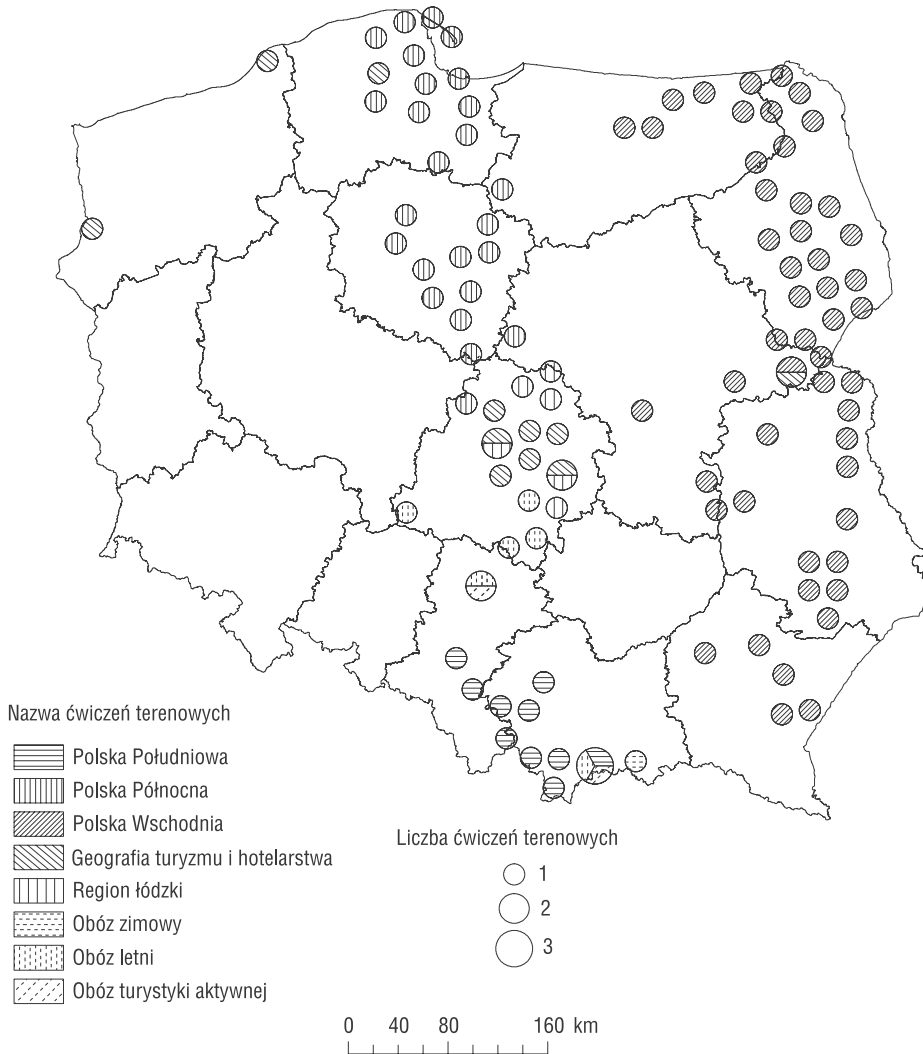 Nazwa ćwiczeń terenowych
Polska Południowa
Polska Północna
Polska Wschodnia
Geografia turyzmu i hotelarstwa
Region łódzki
Obóz zimowy
Obóz letni
Obóz turystyki aktywnej
Liczba ćwiczeń terenowych
1
2
3
0 40 80 160 km